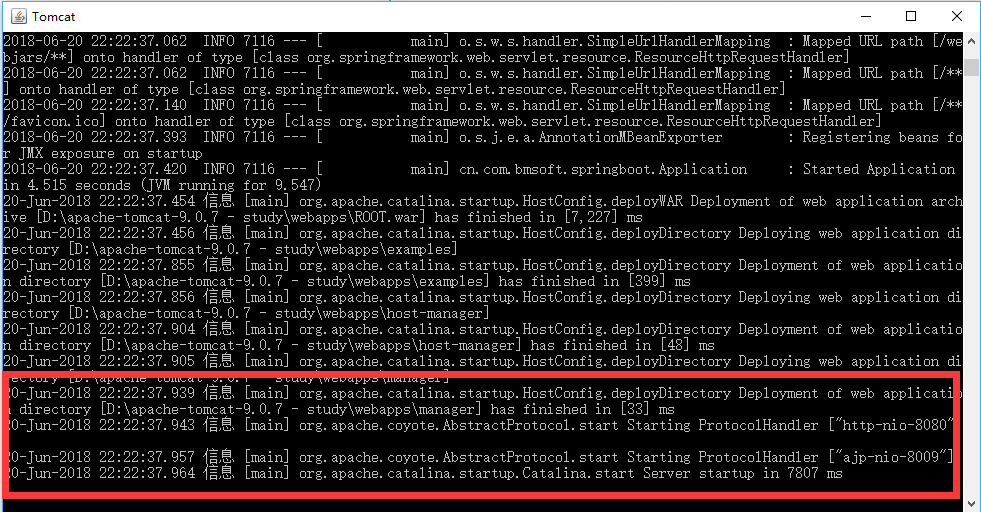 Tomcat
2018-06-20 22:22:37.062  INFO 7116 --- [           main] o.s.w.s.handler.SimpleUrlHandlerMapping  : Mapped URL path [/we
bjars/**] onto handler of type [class org.springframework.web.servlet.resource.ResourceHttpRequestHandler]
2018-06-20 22:22:37.062  INFO 7116 --- [           main] o.s.w.s.handler.SimpleUrlHandlerMapping  : Mapped URL path [/**
] onto handler of type [class org.springframework.web.servlet.resource.ResourceHttpRequestHandler]
2018-06-20 22:22:37.140  INFO 7116 --- [           main] o.s.w.s.handler.SimpleUrlHandlerMapping  : Mapped URL path [/**
/favicon.ico] onto handler of type [class org.springframework.web.servlet.resource.ResourceHttpRequestHandler]
2018-06-20 22:22:37.393  INFO 7116 --- [           main] o.s.j.e.a.AnnotationMBeanExporter        : Registering beans fo
r JMX exposure on startup
2018-06-20 22:22:37.420  INFO 7116 --- [           main] cn.com.bmsoft.springboot.Application     : Started Application
in 4.515 seconds (JVM running for 9.547)
20-Jun-2018 22:22:37.454 信息 [main] org.apache.catalina.startup.HostConfig.deployWAR Deployment of web application arch
ive [D:\apache-tomcat-9.0.7 - study\webapps\ROOT.war] has finished in [7,227] ms
20-Jun-2018 22:22:37.456 信息 [main] org.apache.catalina.startup.HostConfig.deployDirectory Deploying web application di
rectory [D:\apache-tomcat-9.0.7 - study\webapps\examples]
20-Jun-2018 22:22:37.855 信息 [main] org.apache.catalina.startup.HostConfig.deployDirectory Deployment of web applicatio
n directory [D:\apache-tomcat-9.0.7 - study\webapps\examples] has finished in [399] ms
20-Jun-2018 22:22:37.856 信息 [main] org.apache.catalina.startup.HostConfig.deployDirectory Deploying web application di
rectory [D:\apache-tomcat-9.0.7 - study\webapps\host-manager]
20-Jun-2018 22:22:37.904 信息 [main] org.apache.catalina.startup.HostConfig.deployDirectory Deployment of web applicatio
n directory [D:\apache-tomcat-9.0.7 - study\webapps\host-manager] has finished in [48] ms
20-Jun-2018 22:22:37.905 信息 [main] org.apache.catalina.startup.HostConfig.deployDirectory Deploying web application di
rectory [D:\apache-tomcat-9.0.7 - study\webapps\manager]
20-Jun-2018 22:22:37.939 信息 [main] org.apache.catalina.startup.HostConfig.deployDirectory Deployment of web applicatio
n directory [D:\apache-tomcat-9.0.7 - study\webapps\manager] has finished in [33] ms
20-Jun-2018 22:22:37.943 信息 [main] org.apache.coyote.AbstractProtocol.start Starting ProtocolHandler ["http-nio-8080"
20-Jun-2018 22:22:37.957 信息 [main] org.apache.coyote.AbstractProtocol.start Starting ProtocolHandler ["ajp-nio-8009"]
20-Jun-2018 22:22:37.964 信息 [main] org.apache.catalina.startup.Catalina.start Server startup in 7807 ms